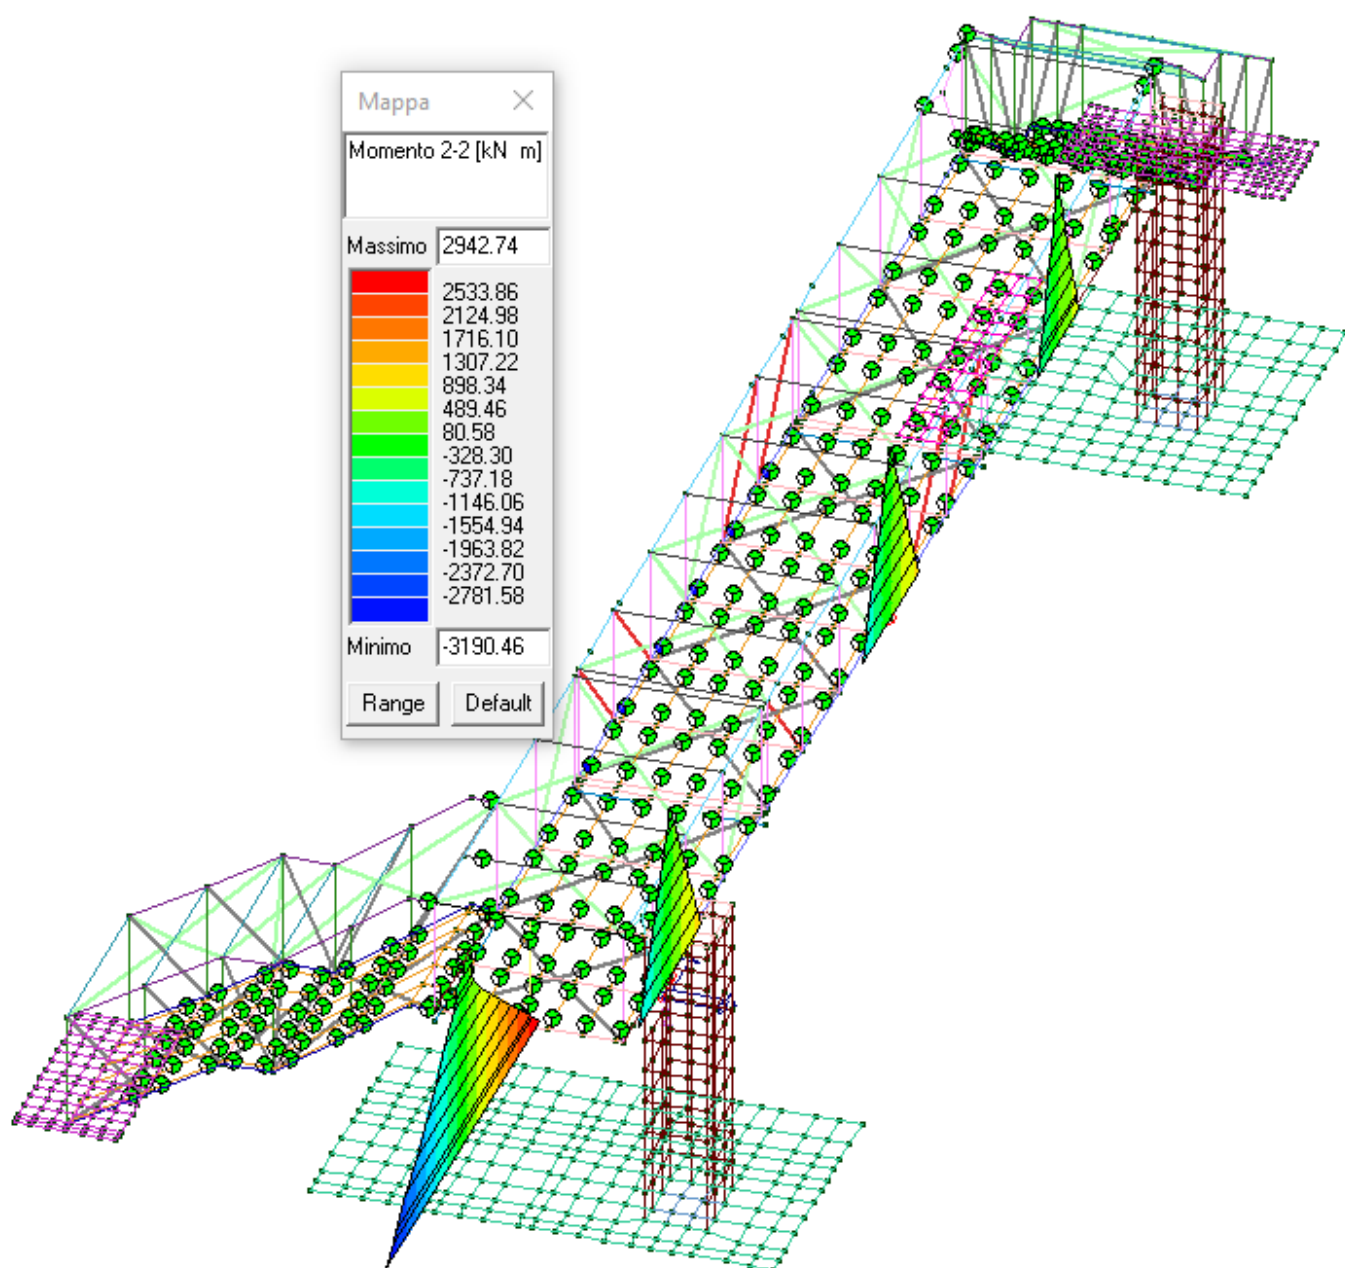 Mappa
Momento 2-2 [kN m]
Massimo 2942.74
2533.86
2124.98
1716.10
1307.22
898.34
489.46
80.58
-328.30
-737.18
-1146.06
-1554.94
-1963.82
-2372.70
-2781.58
Minimo -3190.46
Range Default